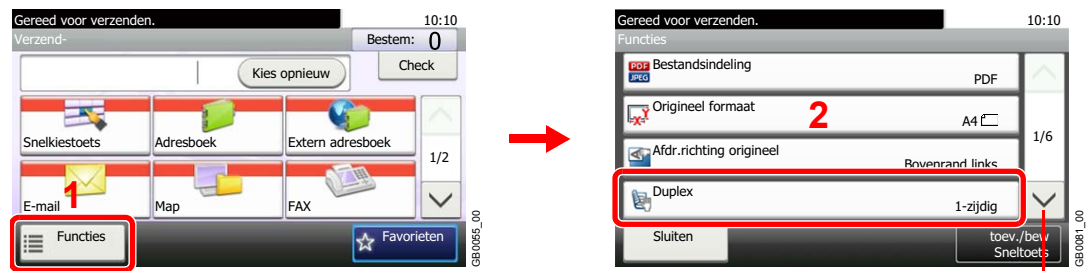 Gereed voor verzenden.
10:10
Verzend-
Bestem: 0
Kies opnieuw
Check
Snelkiestoets
Adresboek
Extern adresboek
1/2
1
E-mail
Map
FAX
Functies
Favorieten
GB0055_00
Gereed voor verzenden.
10:10
Functies
PDF
JPEG
Bestandsindeling
PDF
Origineel formaat
2
A4
1/6
Afdr.richting origineel
Bovenrand links
Duplex
1-zijdig
Sluiten
toev./bew
Sneltoets
GB0081_00